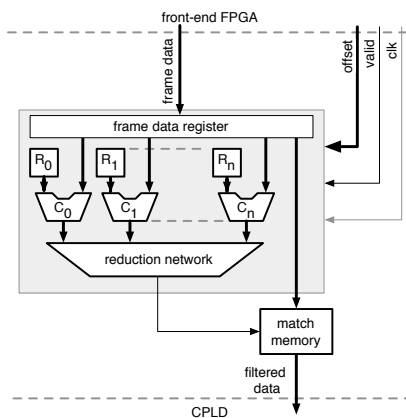 front-end FPGA
frame data
offset
valid
clk
frame data register
R0
R1
Rn
C0
C1
Cn
reduction network
match
memory
filtered
data
CPLD